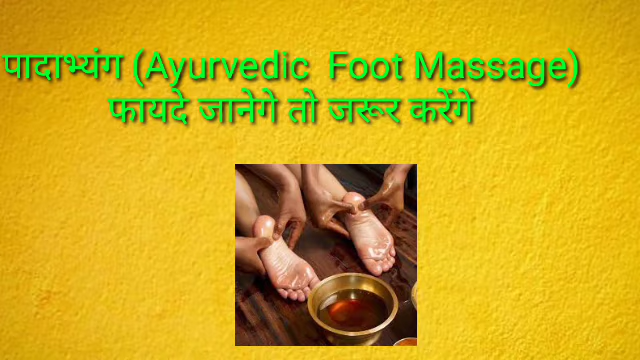 पादाभ्यंग (Ayurvedic Foot Massage)
फायदे जानेगे तो जरूर करेंगे